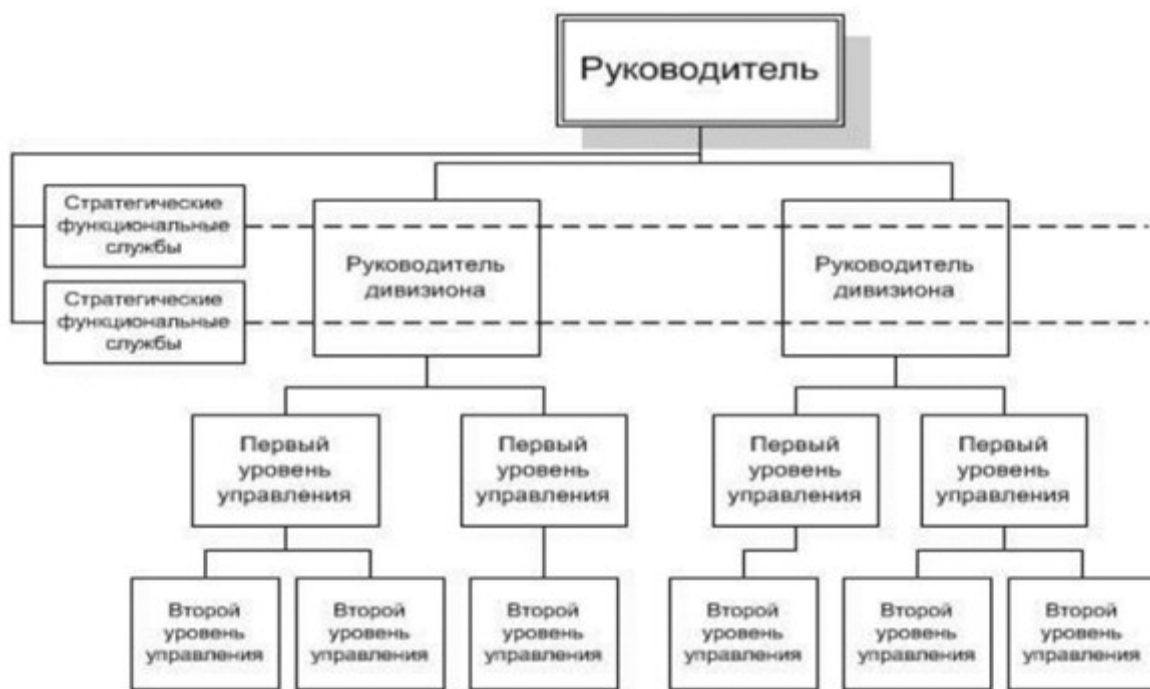 Руководитель
Стратегические
функциональные
службы
Руководитель
дивизиона
Руководитель
дивизиона
Стратегические
функциональные
службы
Первый
уровень
управления
Первый
уровень
управления
Первый
уровень
управления
Первый
уровень
управления
Второй
уровень
управления
Второй
уровень
управления
Второй
уровень
управления
Второй
уровень
управления
Второй
уровень
управления
Второй
уровень
управления